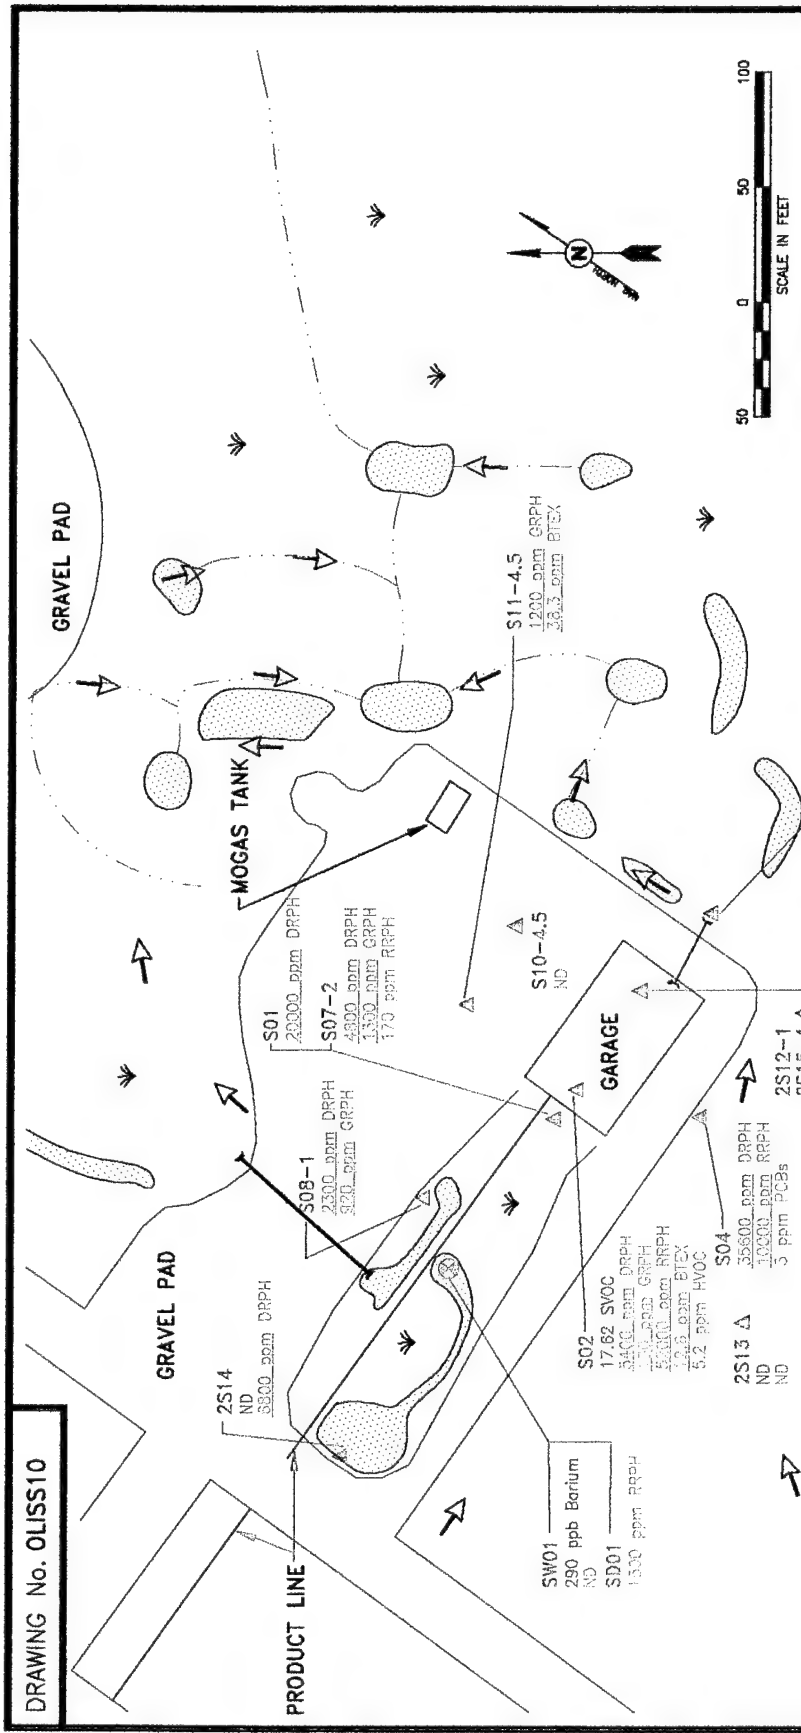 DRAWING No. 0LISS10
GRAVEL PAD
GRAVEL PAD
MOGAS TANK
PRODUCT LINE
GARAGE
2S14
ND
6800 ppm DRPH
S08-1
2300 ppm DRPH
920 ppm GRPH
S01
20000 ppm DRPH
S07-2
4800 ppm DRPH
1300 ppm GRPH
170 ppm RRPH
S11-4.5
1200 ppm GRPH
38.3 ppm BTEX
S10-4.5
ND
SW01
290 ppb Barium
ND
SD01
1300 ppm RRPH
S02
17.62 SVOC
ppm DRPH
ppm GRPH
ppm RRPH
ppm BTEX
5.2 ppm HVOC
S04
35600 ppm DRPH
10000 ppm RRPH
3 ppm PCBs
2S13
ND
ND
2S12-1
N
MAG NORTH
50
0
50
100
SCALE IN FEET